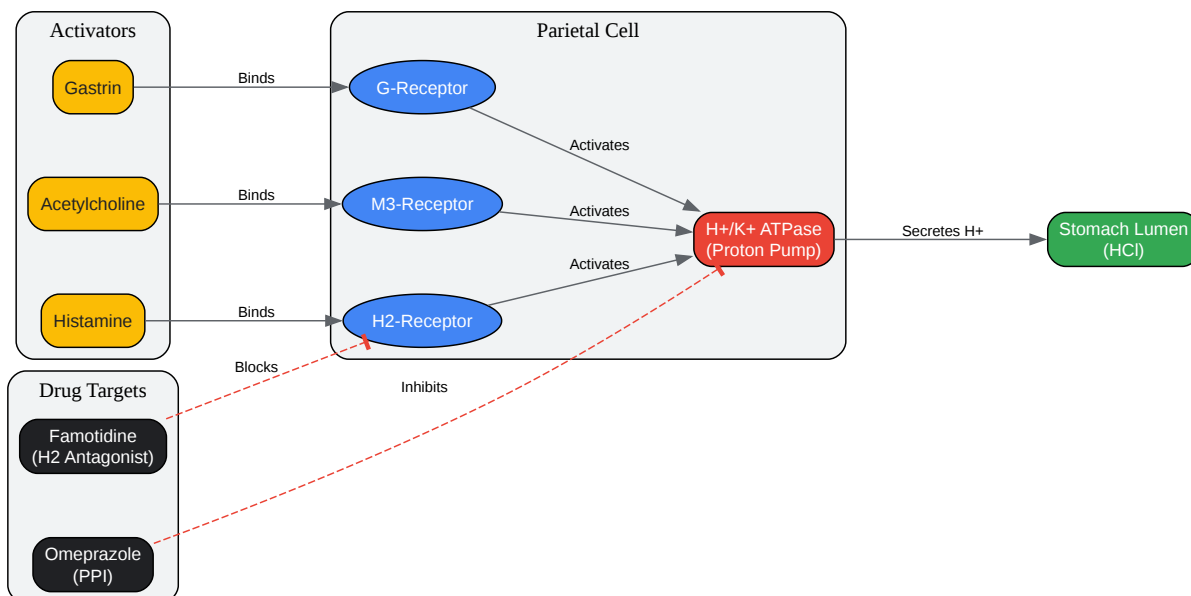 Activators
Parietal Cell
Gastrin
Binds
G-Receptor
Activates
Acetylcholine
Binds
M3-Receptor
Activates
H+/K+ ATPase
(Proton Pump)
Secretes H+
Stomach Lumen
(HCl)
Activates
Histamine
Binds
H2-Receptor
Blocks
Inhibits
Drug Targets
Famotidine
(H2 Antagonist)
Omeprazole
(PPI)